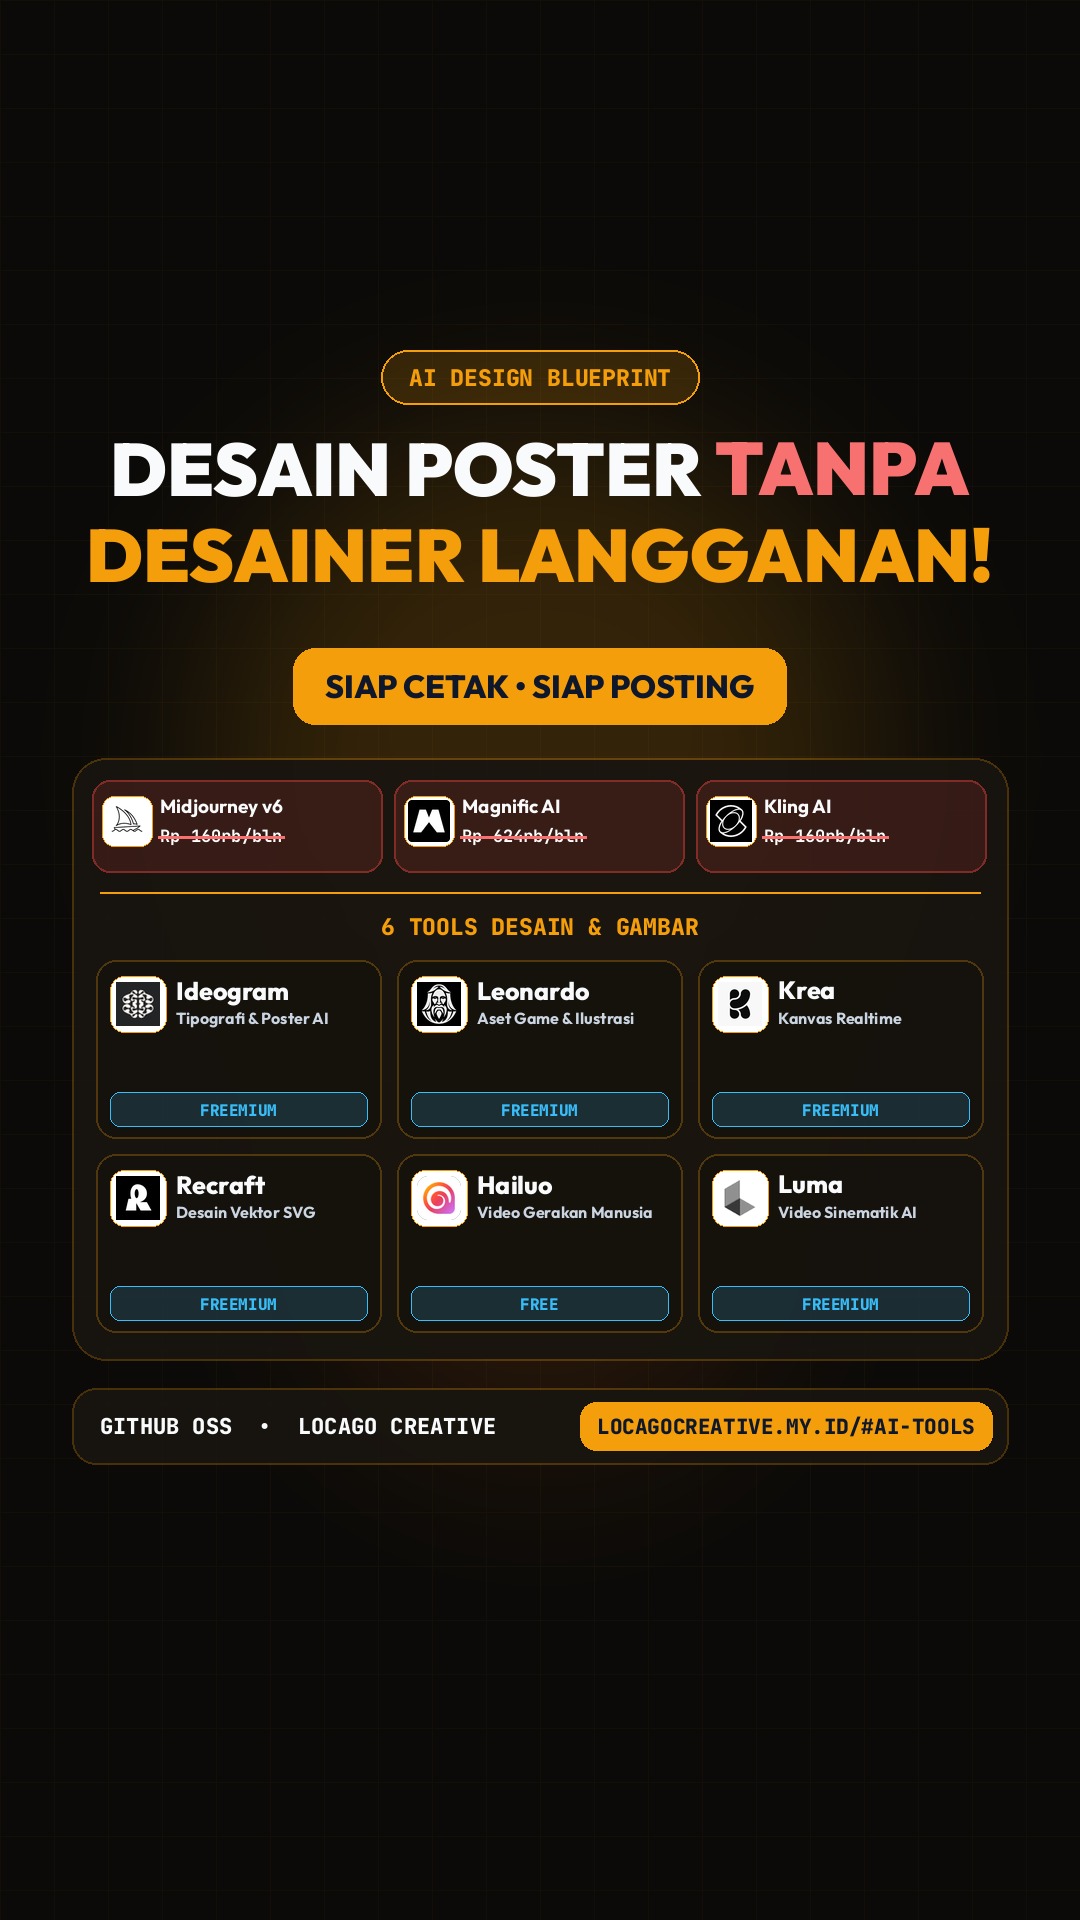 AI DESIGN BLUEPRINT
DESAIN POSTER TANPA
DESAINER LANGGANAN!
SIAP CETAK • SIAP POSTING
Midjourney v6
Rp 160rb/bln
Magnific AI
Rp 624rb/bln
Kling AI
Rp 160rb/bln
6 TOOLS DESAIN & GAMBAR
Ideogram
Tipografi & Poster AI
FREEMIUM
Leonardo
Aset Game & Ilustrasi
FREEMIUM
Krea
Kanvas Realtime
FREEMIUM
Recraft
Desain Vektor SVG
FREEMIUM
Hailuo
Video Gerakan Manusia
FREE
Luma
Video Sinematik AI
FREEMIUM
GITHUB OSS • LOCAGO CREATIVE
LOCAGOCREATIVE.MY.ID/#AI-TOOLS